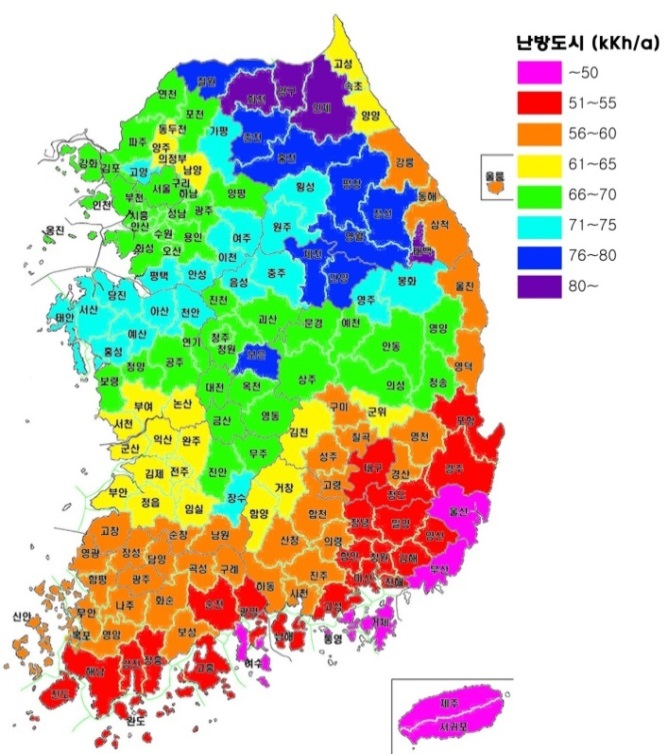 난방도시 (kKh/a)
~50
51~55
56~60
61~65
66~70
71~75
76~80
80~
고성
속초
양양
철원
화천
양구
인제
연천
포천
춘천
홍천
가평
동두천
양주
의정부
파주
강화
김포
고양
서울
구리
남양
하남
양평
횡성
평창
강릉
동해
정선
삼척
울릉
인천
부천
시흥
안산
성남
광주
수원
용인
여주
이천
원주
영월
태백
옹진
화성
오산
평택
안성
음성
충주
제천
단양
영주
봉화
울진
태안
서산
당진
아산
천안
진천
괴산
문경
예천
안동
영양
예산
홍성
청양
공주
연기
청주
청원
보은
상주
의성
청송
영덕
보령
대전
옥천
부여
논산
금산
영동
김천
구미
군위
포항
서천
군산
익산
완주
무주
성주
칠곡
대구
영천
경산
경주
김제
전주
진안
장수
거창
고령
청도
부안
정읍
임실
함양
합천
창녕
밀양
울산
고창
순창
남원
산청
의령
양산
영광
장성
담양
곡성
구례
함안
창원
김해
부산
함평
광주
화순
하동
진주
마산
진해
신안
무안
나주
순천
광양
사천
고성
거제
목포
영암
보성
남해
통영
여수
해남
강진
장흥
고흥
진도
완도
제주
서귀포